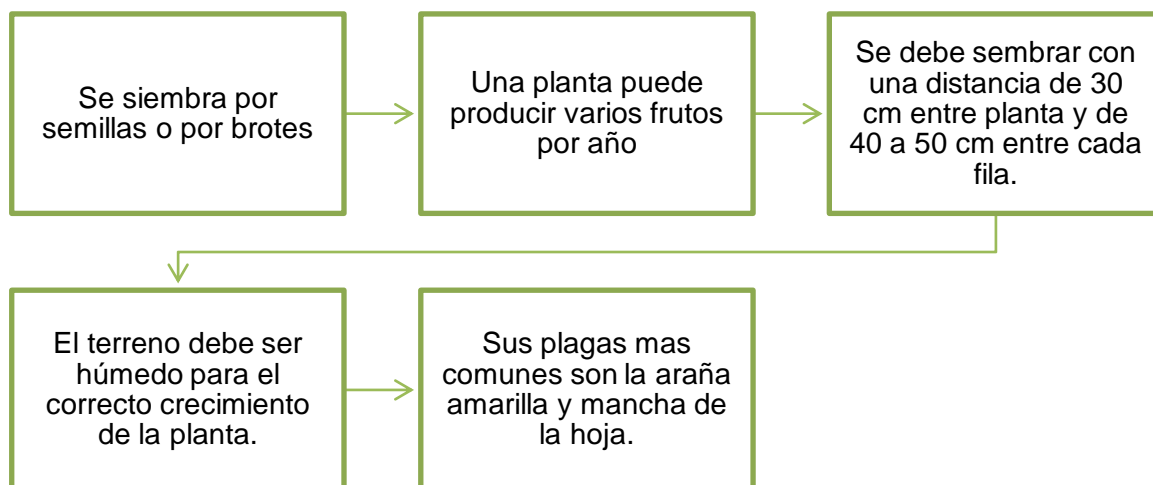 Se siembra por
semillas o por brotes
Una planta puede
producir varios frutos
por año
Se debe sembrar con
una distancia de 30
cm entre planta y de
40 a 50 cm entre cada
fila.
El terreno debe ser
húmedo para el
correcto crecimiento
de la planta.
Sus plagas mas
comunes son la araña
amarilla y mancha de
la hoja.